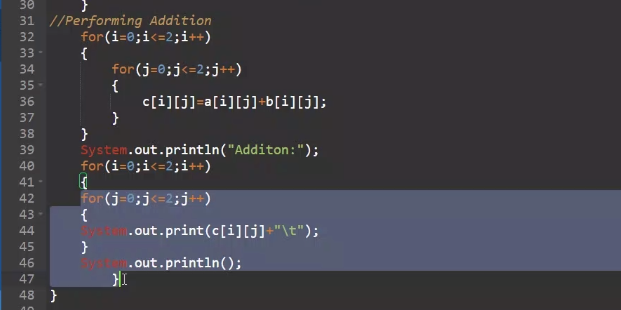 30 }
31 //Performing Addition
32 for(i=0;i<=2;i++)
33 {
34 for(j=0;j<=2;j++)
35 {
36 c[i][j]=a[i][j]+b[i][j];
37 }
38 }
39 System.out.println("Additon:");
40 for(i=0;i<=2;i++)
41 {
42 for(j=0;j<=2;j++)
43 {
44 System.out.print(c[i][j]+"\t");
45 }
46 System.out.println();
47 }
48 }